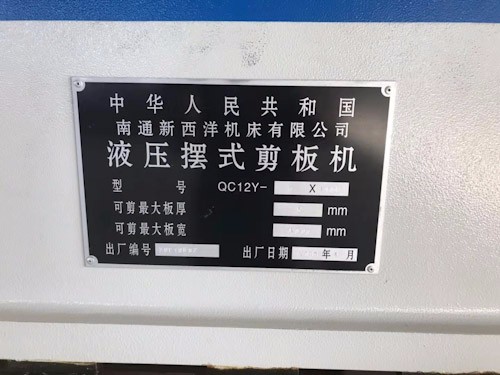 中华人民共和国
南通新西洋机床有限公司
液压摆式剪板机
型 号 QC12Y- X
可剪最大板厚 mm
可剪最大板宽 mm
出厂编号 出厂日期 年 月